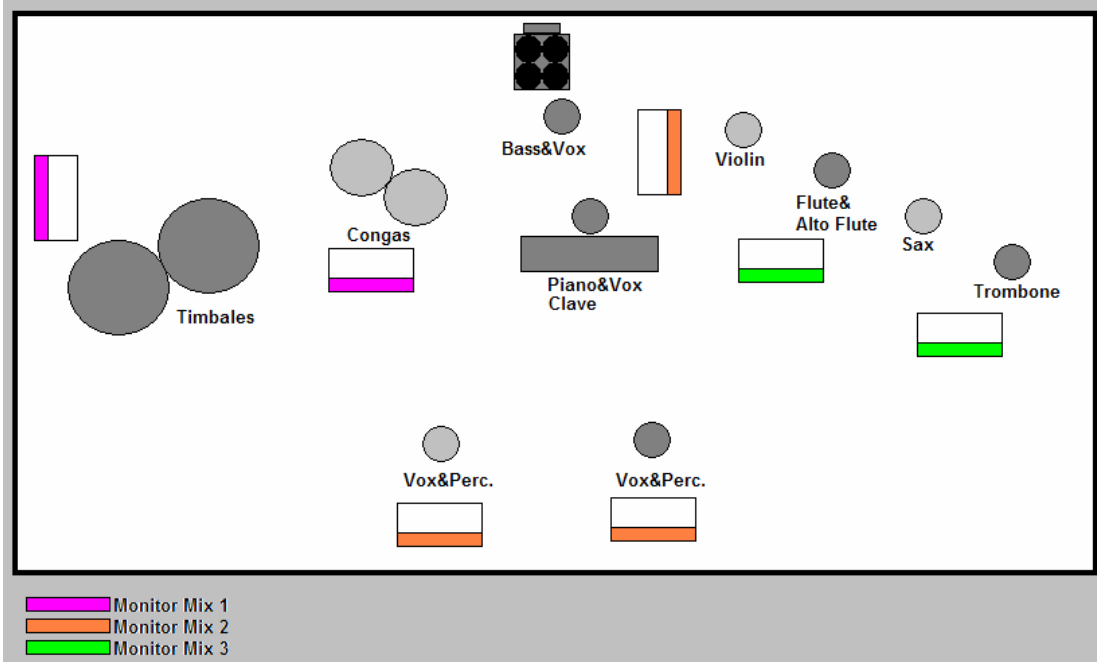 Bass&Vox
Violin
Flute&
Alto Flute
Congas
Sax
Piano&Vox
Clave
Trombone
Timbales
Vox&Perc.
Vox&Perc.
Monitor Mix 1
Monitor Mix 2
Monitor Mix 3